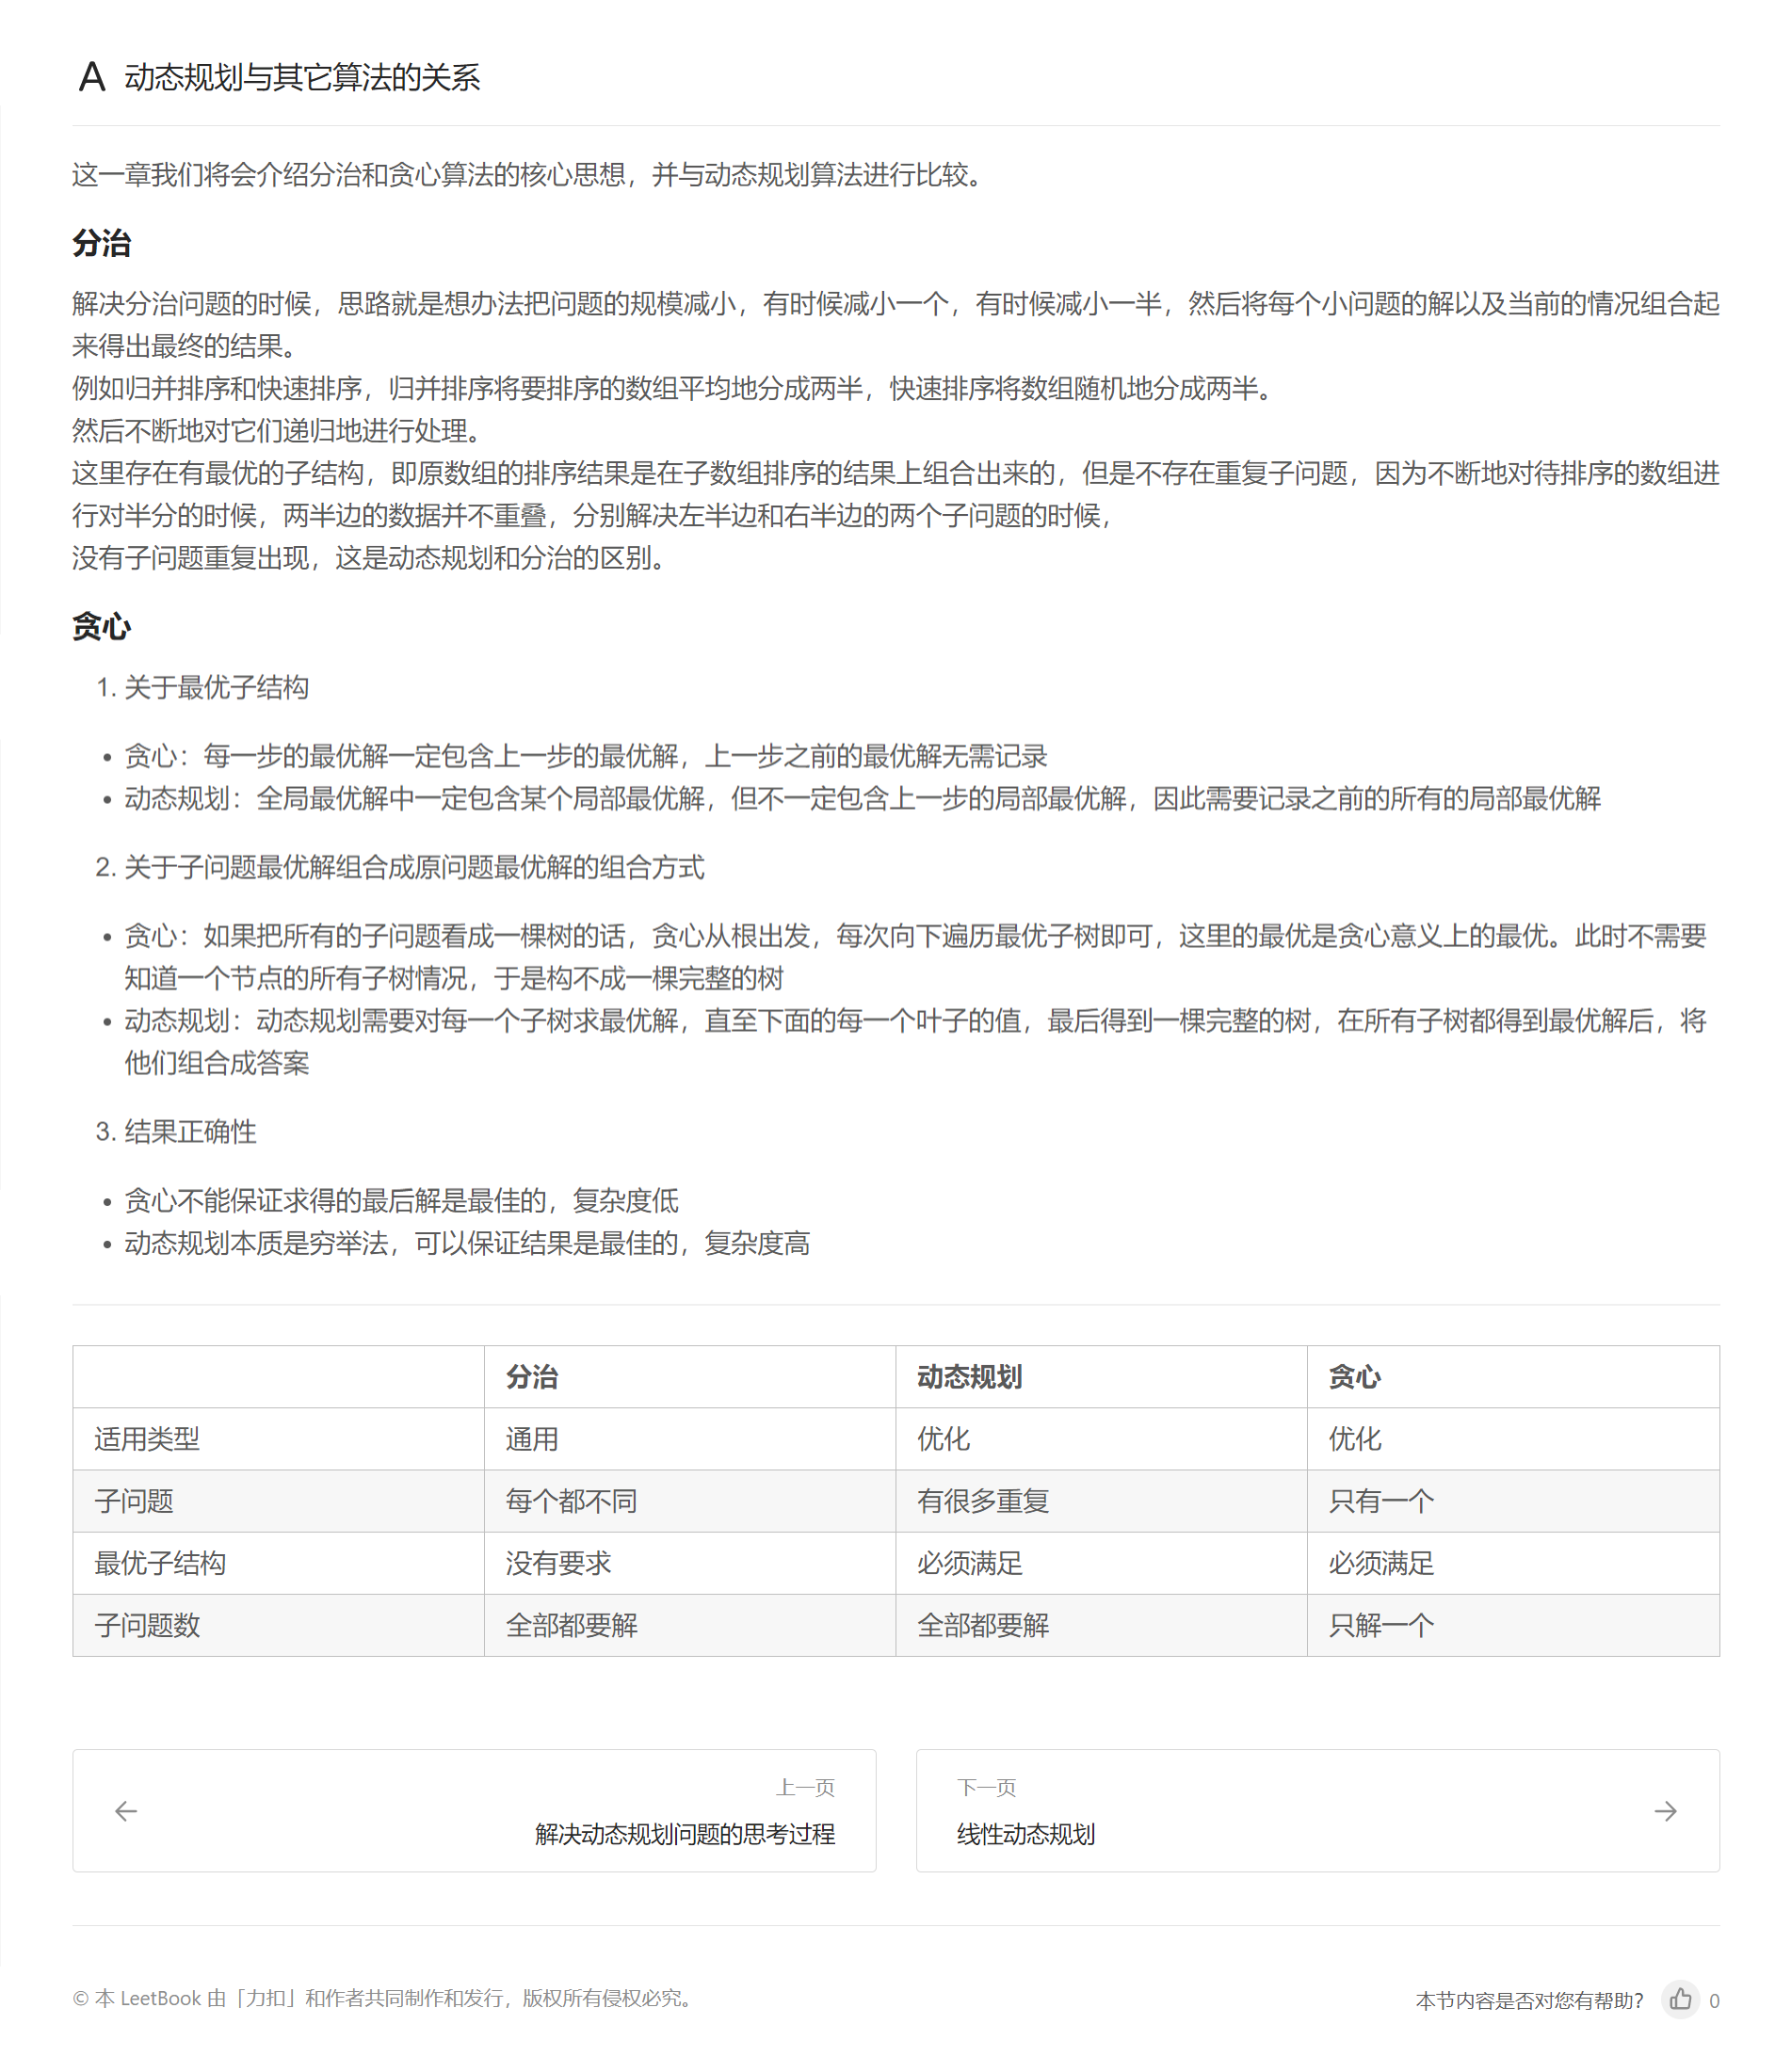 A 动态规划与其它算法的关系
这一章我们将会介绍分治和贪心算法的核心思想，并与动态规划算法进行比较。
分治
解决分治问题的时候，思路就是想办法把问题的规模减小，有时候减小一个，有时候减小一半，然后将每个小问题的解以及当前的情况组合起
来得出最终的结果。
例如归并排序和快速排序，归并排序将要排序的数组平均地分成两半，快速排序将数组随机地分成两半。
然后不断地对它们递归地进行处理。
这里存在有最优的子结构，即原数组的排序结果是在子数组排序的结果上组合出来的，但是不存在重复子问题，因为不断地对待排序的数组进
行对半分的时候，两半边的数据并不重叠，分别解决左半边和右半边的两个子问题的时候，
没有子问题重复出现，这是动态规划和分治的区别。
贪心
1. 关于最优子结构
• 贪心：每一步的最优解一定包含上一步的最优解，上一步之前的最优解无需记录
• 动态规划：全局最优解中一定包含某个局部最优解，但不一定包含上一步的局部最优解，因此需要记录之前的所有的局部最优解
2. 关于子问题最优解组合成原问题最优解的组合方式
• 贪心：如果把所有的子问题看成一棵树的话，贪心从根出发，每次向下遍历最优子树即可，这里的最优是贪心意义上的最优。此时不需要
知道一个节点的所有子树情况，于是构不成一棵完整的树
• 动态规划：动态规划需要对每一个子树求最优解，直至下面的每一个叶子的值，最后得到一棵完整的树，在所有子树都得到最优解后，将
他们组合成答案
3. 结果正确性
• 贪心不能保证求得的最后解是最佳的，复杂度低
• 动态规划本质是穷举法，可以保证结果是最佳的，复杂度高
分治 动态规划 贪心
适用类型 通用 优化 优化
子问题 每个都不同 有很多重复 只有一个
最优子结构 没有要求 必须满足 必须满足
子问题数 全部都要解 全部都要解 只解一个
上一页
解决动态规划问题的思考过程
下一页
线性动态规划
© 本 LeetBook 由「力扣」和作者共同制作和发行，版权所有侵权必究。
本节内容是否对您有帮助？ 0